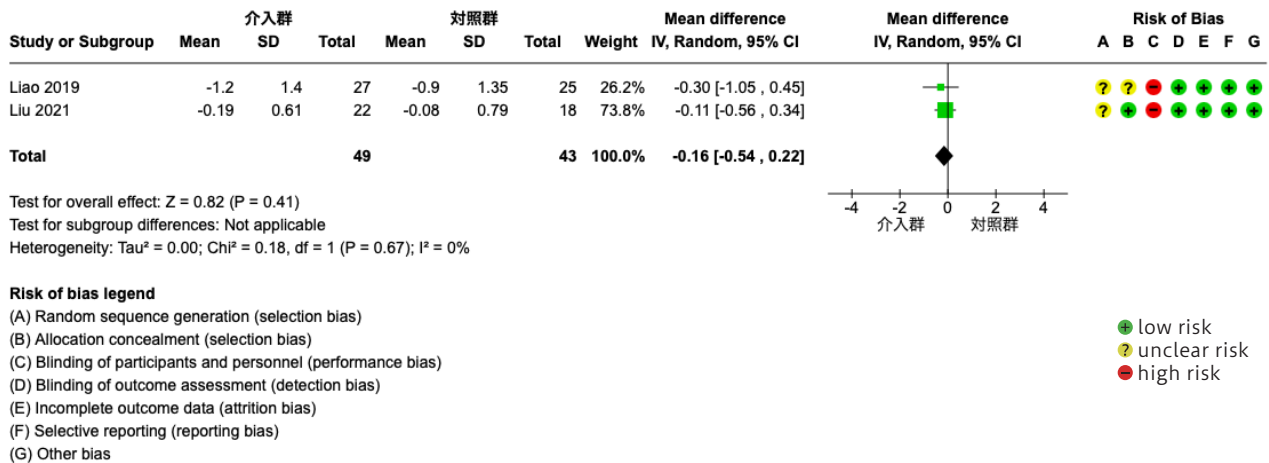 介入群 対照群 Mean difference Mean difference Risk of Bias
Study or Subgroup Mean SD Total Mean SD Total Weight IV, Random, 95% CI IV, Random, 95% CI A B C D E F G
Liao 2019 -1.2 1.4 27 -0.9 1.35 25 26.2% -0.30 [-1.05 , 0.45] ? ? − + + + +
Liu 2021 -0.19 0.61 22 -0.08 0.79 18 73.8% -0.11 [-0.56 , 0.34] ? + − + + + +
Total 49 43 100.0% -0.16 [-0.54 , 0.22]
Test for overall effect: Z = 0.82 (P = 0.41)
Test for subgroup differences: Not applicable
Heterogeneity: Tau² = 0.00; Chi² = 0.18, df = 1 (P = 0.67); I² = 0%
-4 -2 0 2 4
介入群 対照群
Risk of bias legend
(A) Random sequence generation (selection bias)
(B) Allocation concealment (selection bias)
(C) Blinding of participants and personnel (performance bias)
(D) Blinding of outcome assessment (detection bias)
(E) Incomplete outcome data (attrition bias)
(F) Selective reporting (reporting bias)
(G) Other bias
+ low risk
? unclear risk
− high risk